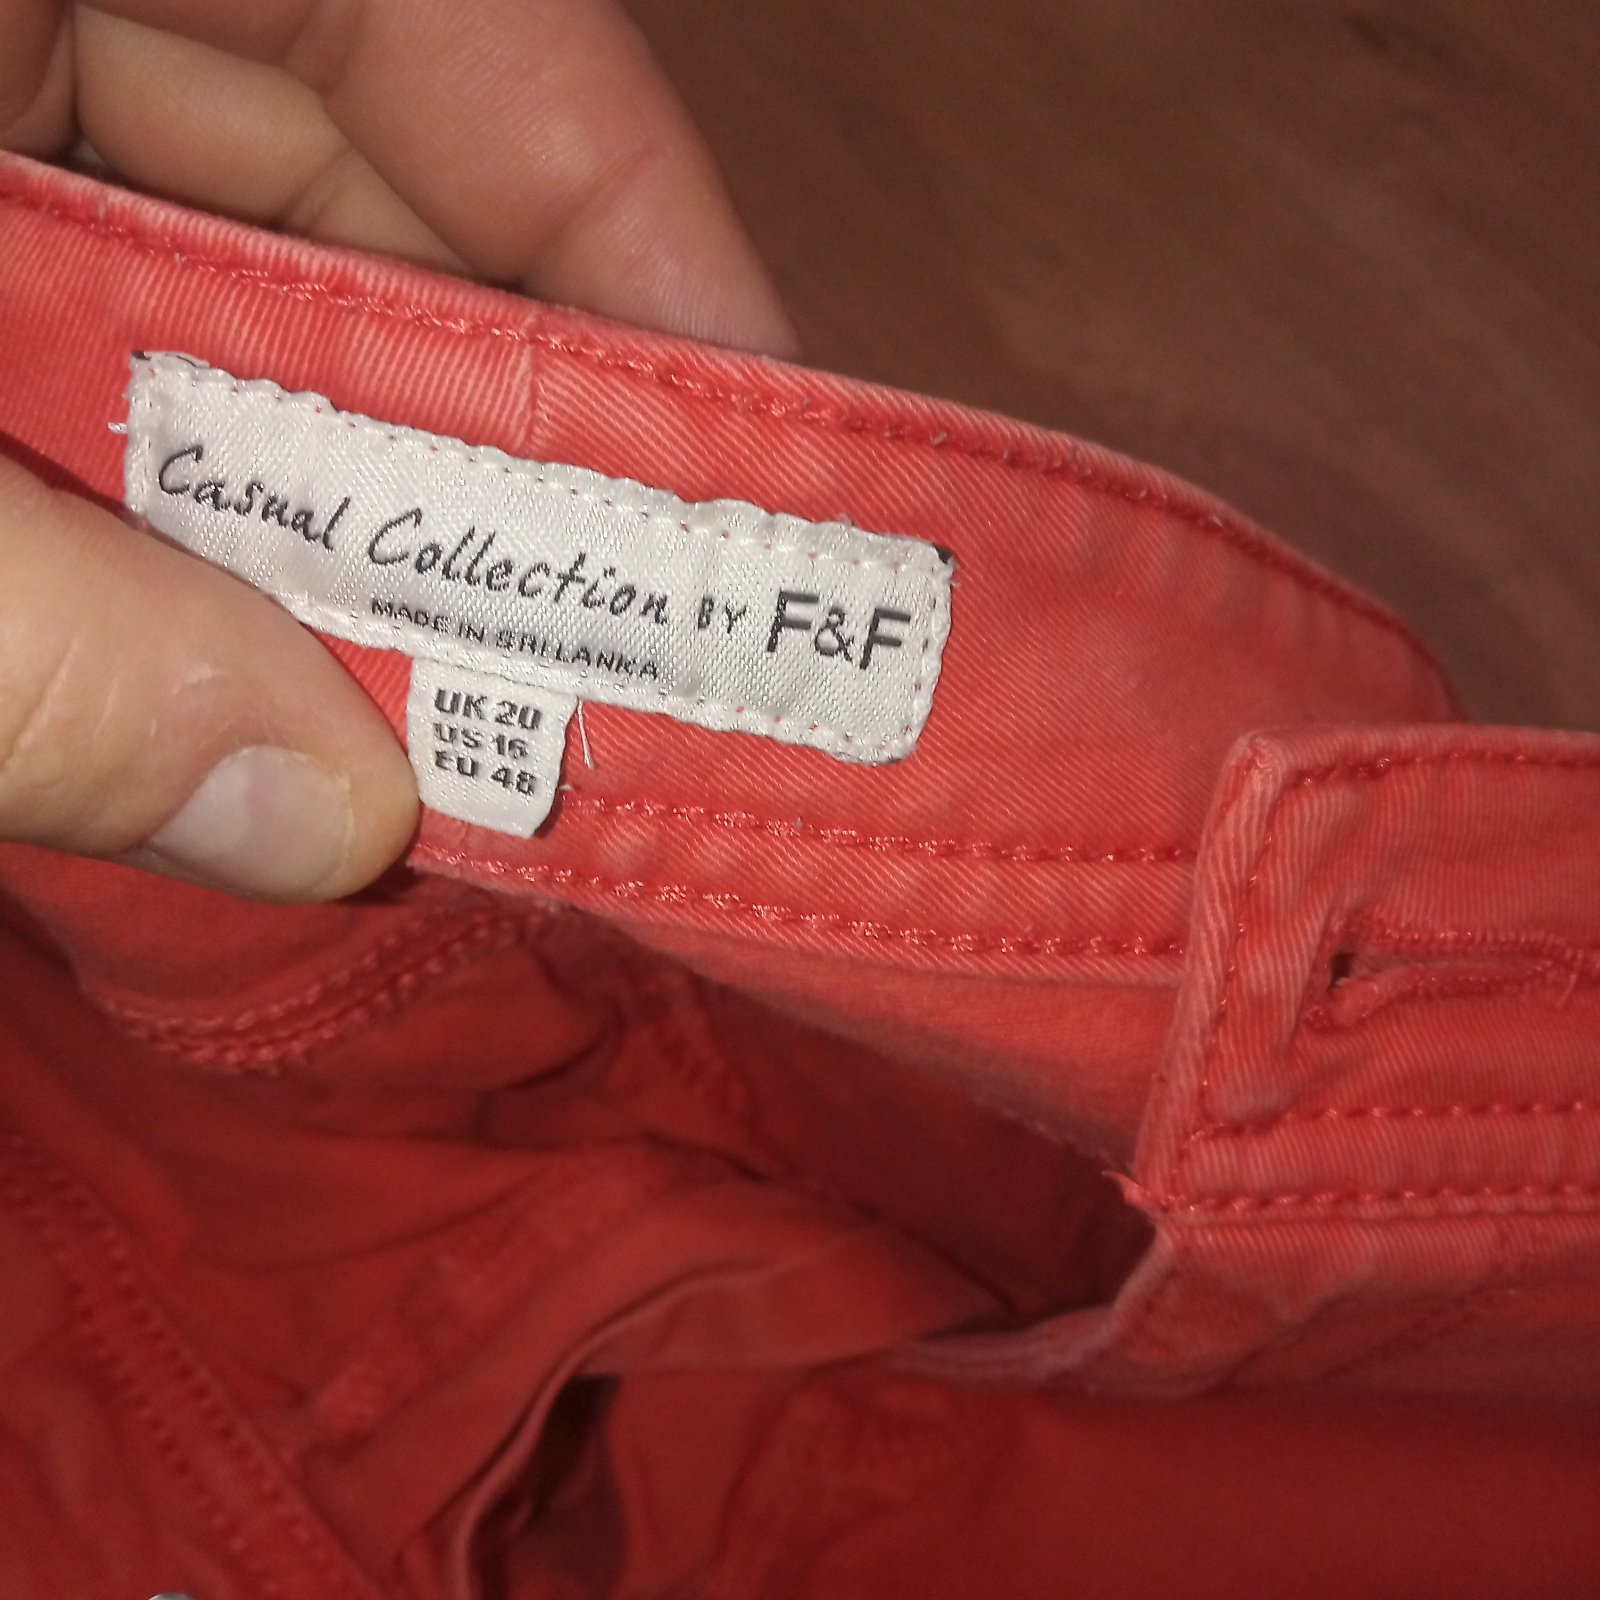 Casual Collection BY F&F
MADE IN SRI LANKA
UK 20
US 16
EU 48